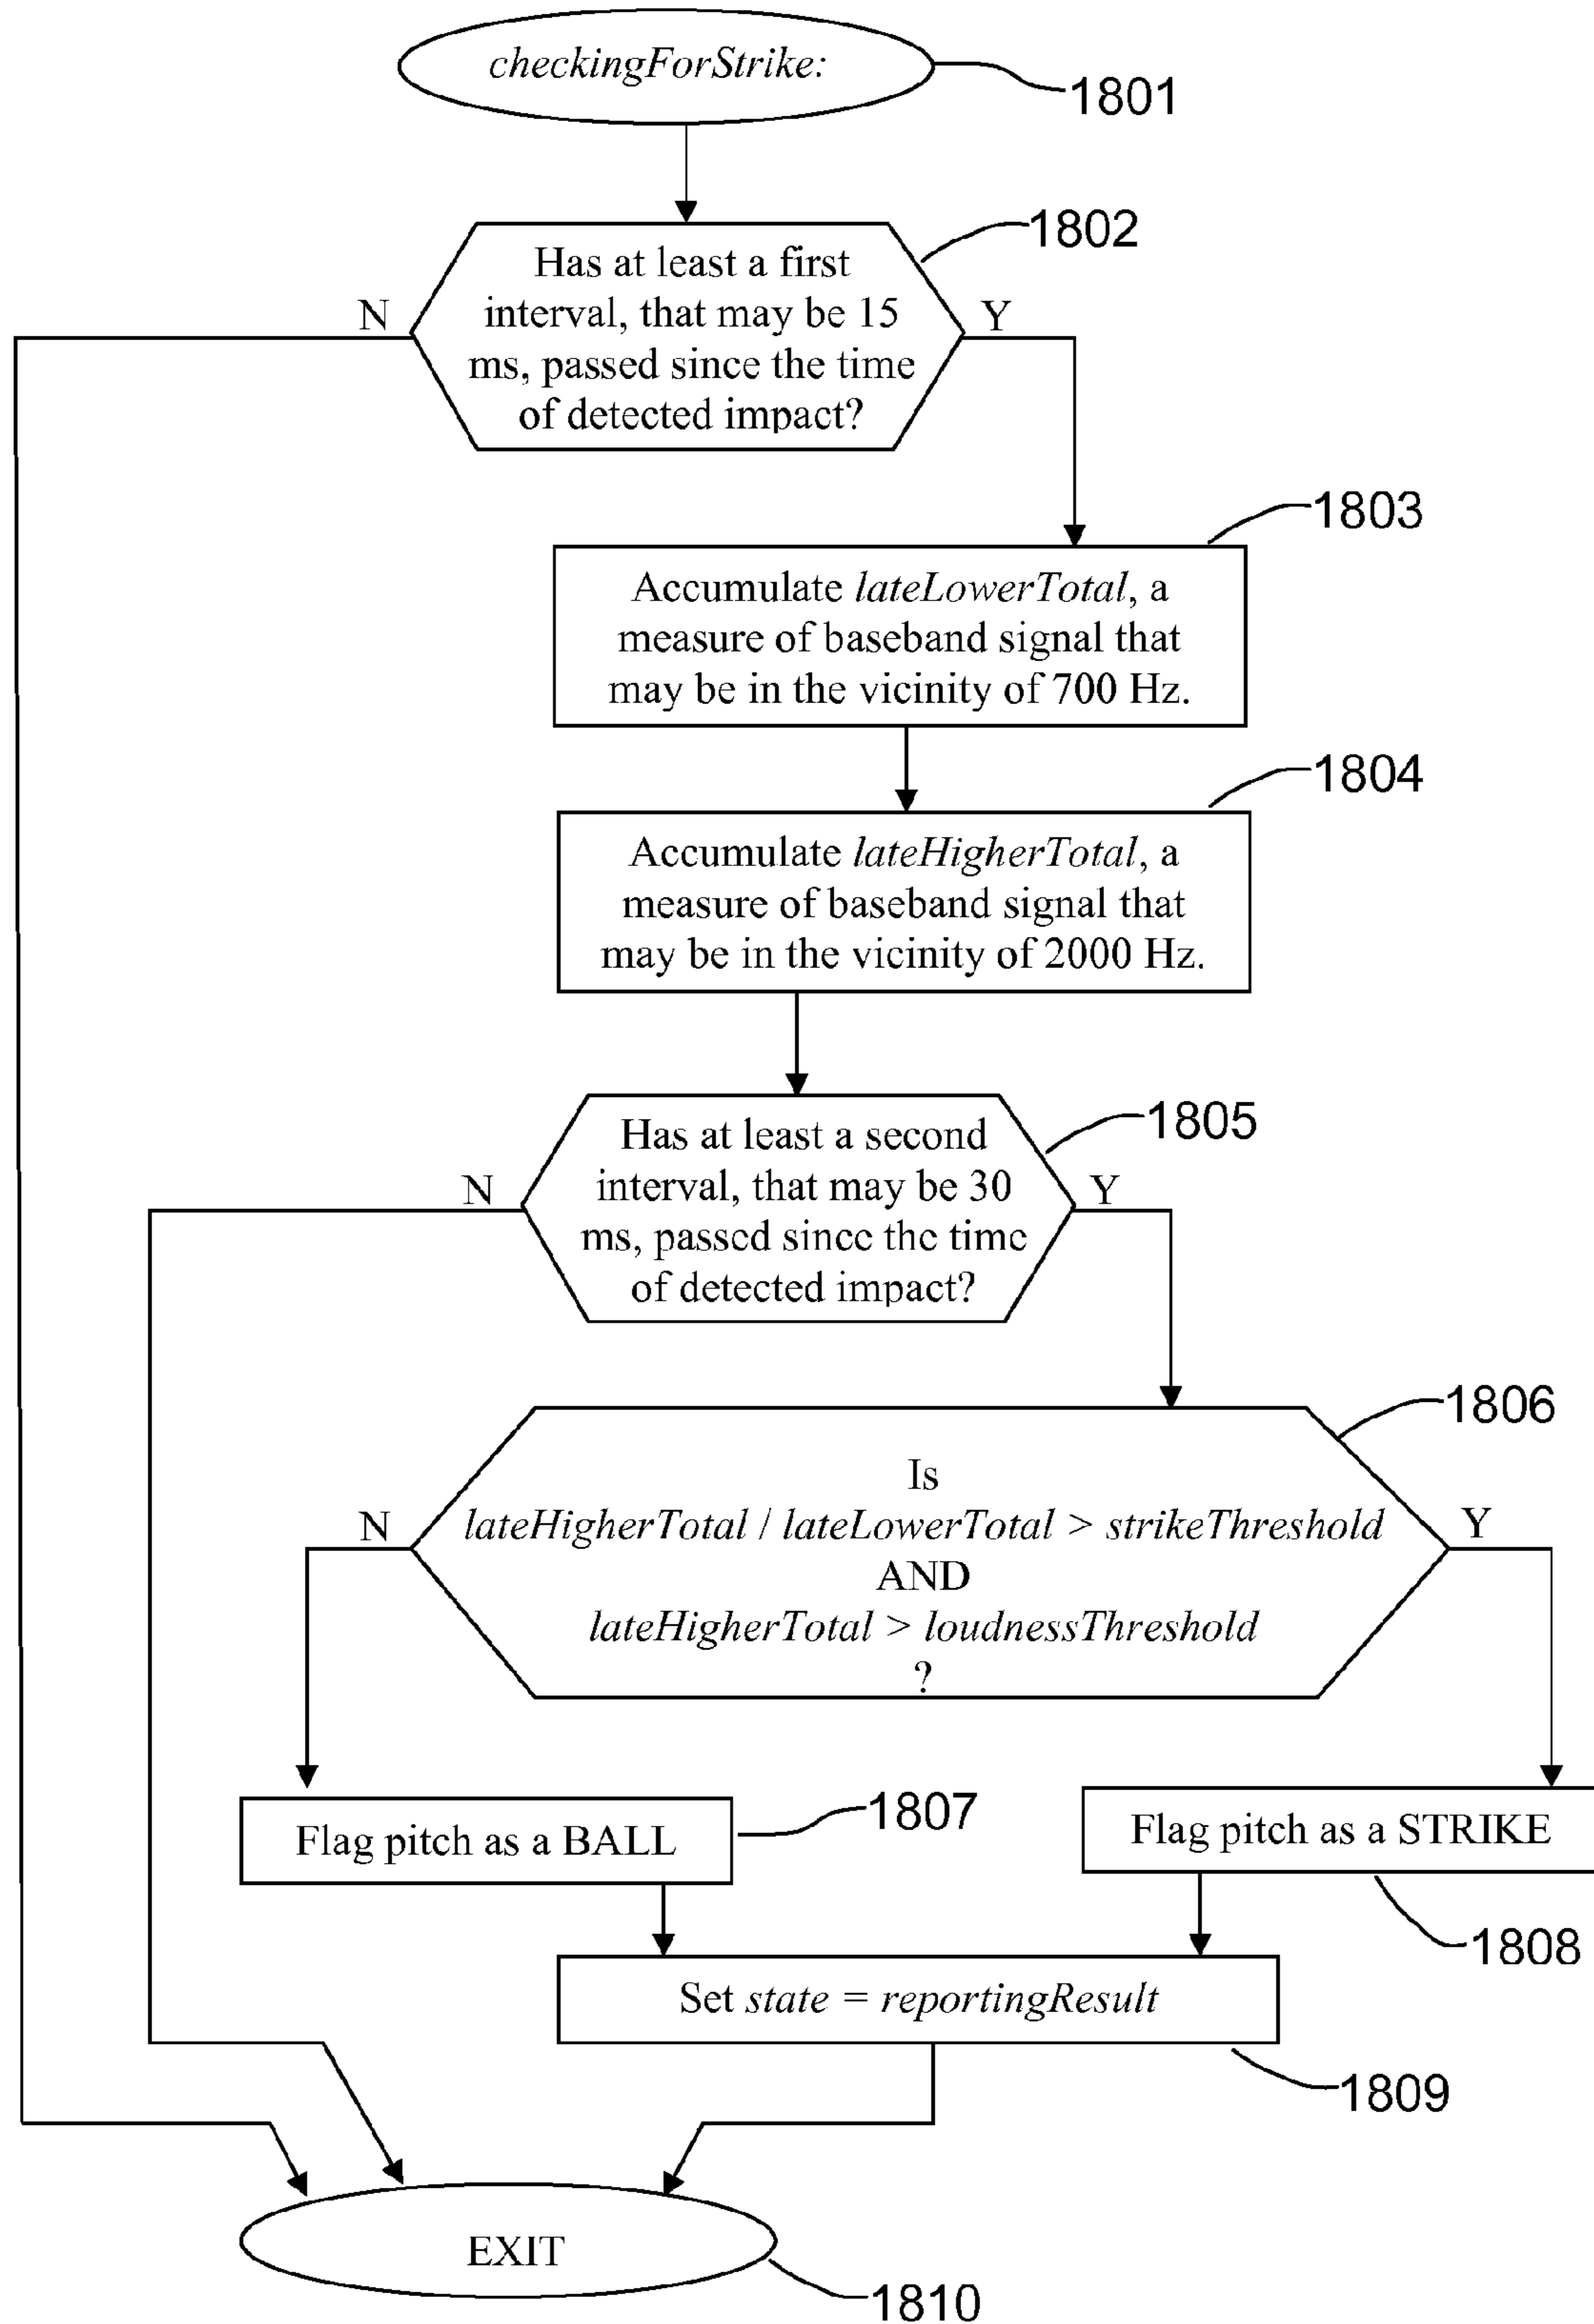 checkingForStrike:
1801
1802
Has at least a first
interval, that may be 15
ms, passed since the time
of detected impact?
N
Y
1803
Accumulate lateLowerTotal, a
measure of baseband signal that
may be in the vicinity of 700 Hz.
1804
Accumulate lateHigherTotal, a
measure of baseband signal that
may be in the vicinity of 2000 Hz.
1805
Has at least a second
interval, that may be 30
ms, passed since the time
of detected impact?
N
Y
1806
Is
lateHigherTotal / lateLowerTotal > strikeThreshold
AND
lateHigherTotal > loudnessThreshold
?
N
Y
1807
Flag pitch as a BALL
Flag pitch as a STRIKE
1808
Set state = reportingResult
1809
EXIT
1810